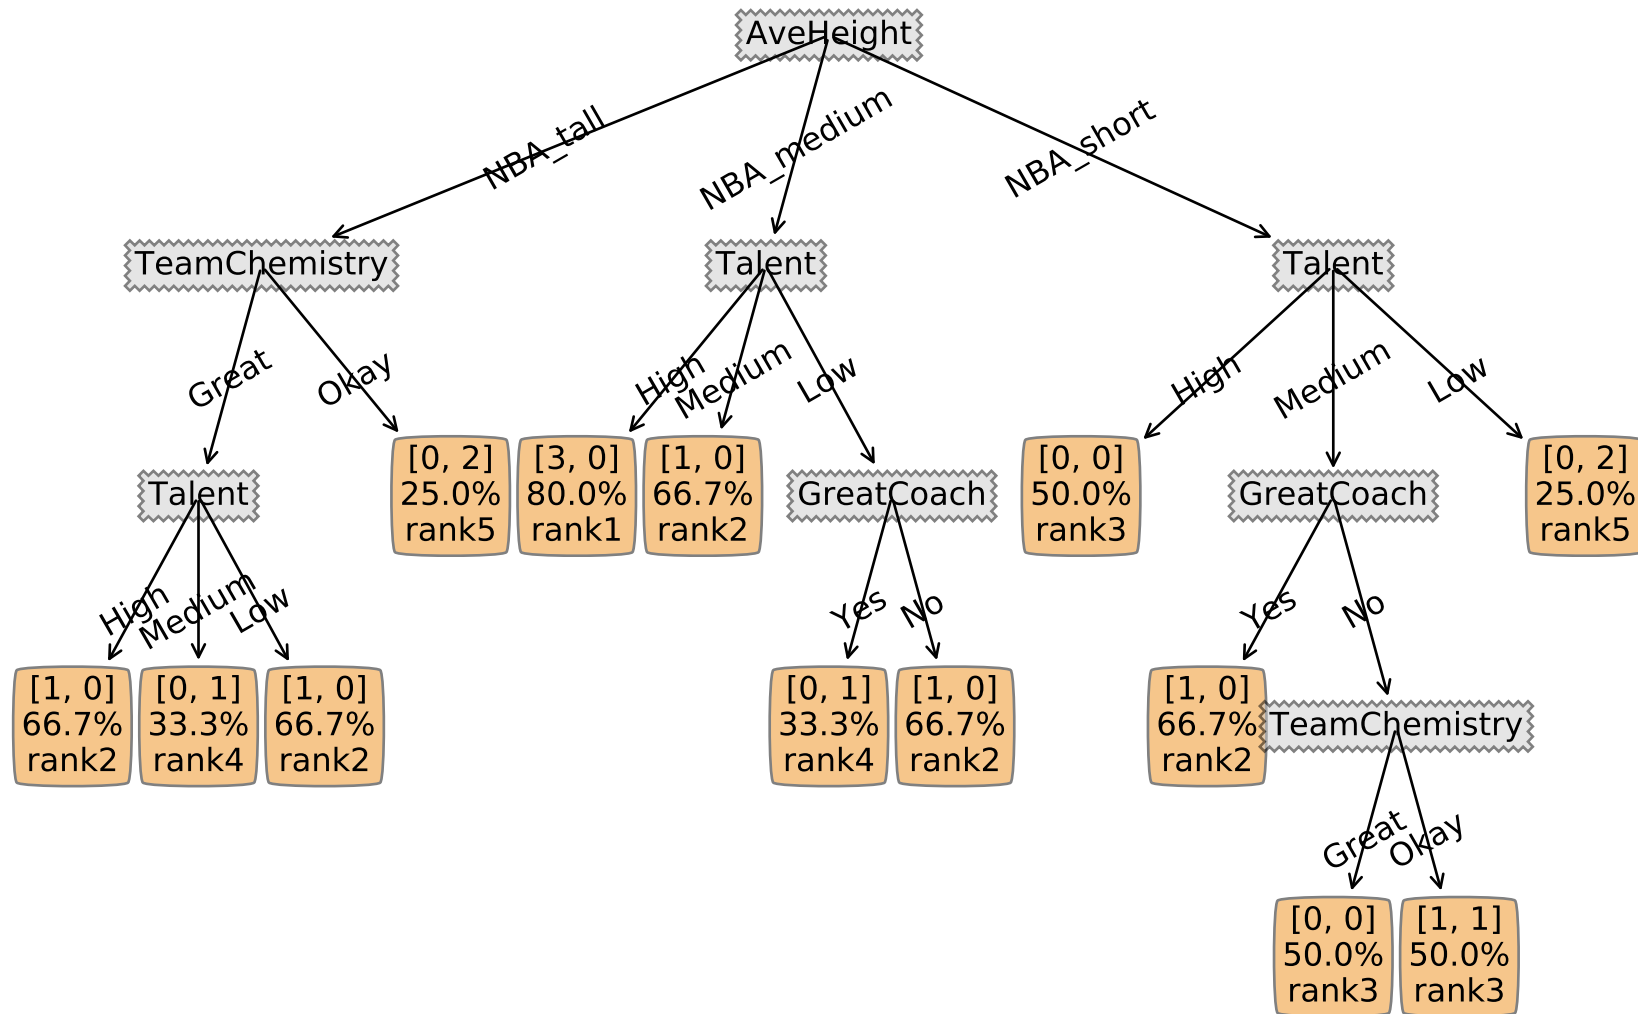 AveHeight
NBA_tall
NBA_medium
NBA_short
TeamChemistry
Talent
Talent
Great
Okay
High
Medium
Low
High
Medium
Low
Talent
[0, 2]
25.0%
rank5
[3, 0]
80.0%
rank1
[1, 0]
66.7%
rank2
GreatCoach
[0, 0]
50.0%
rank3
GreatCoach
[0, 2]
25.0%
rank5
High
Medium
Low
Yes
No
Yes
No
[1, 0]
66.7%
rank2
[0, 1]
33.3%
rank4
[1, 0]
66.7%
rank2
[0, 1]
33.3%
rank4
[1, 0]
66.7%
rank2
[1, 0]
66.7%
rank2
TeamChemistry
Great
Okay
[0, 0]
50.0%
rank3
[1, 1]
50.0%
rank3